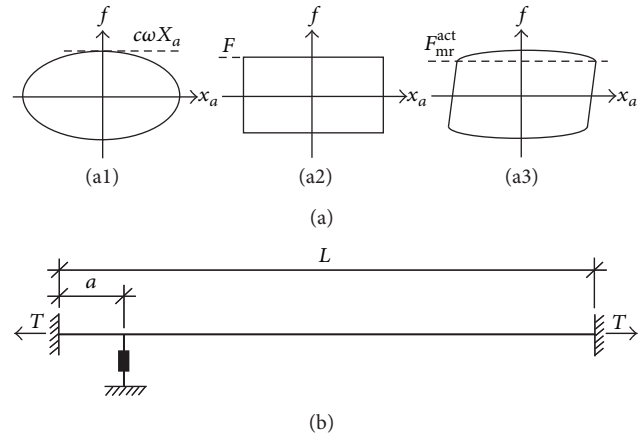 f
cωX_a
x_a
(a1)
f
F
x_a
(a2)
f
F_mr^act
x_a
(a3)
(a)
L
a
T
T
(b)